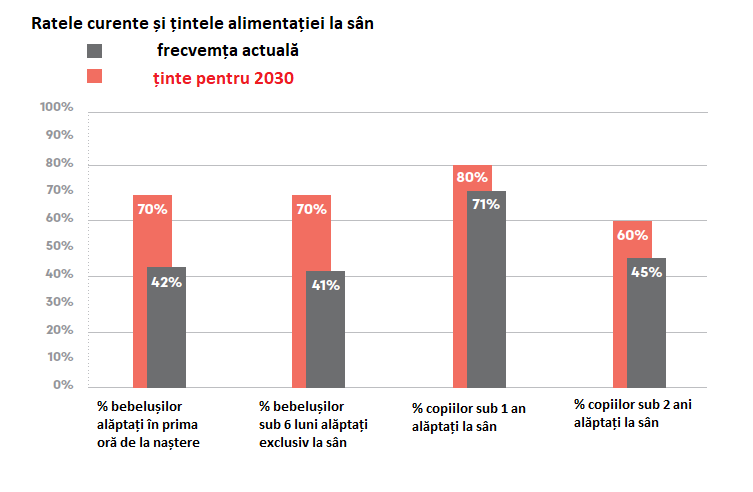 Ratele curente și țintele alimentației la sân
frecvemța actuală
ținte pentru 2030
100%
90%
80%
70%
60%
50%
40%
30%
20%
10%
0%
70%
42%
70%
41%
80%
71%
60%
45%
% bebelușilor
alăptați în prima
oră de la naștere
% bebelușilor
sub 6 luni alăptați
exclusiv la sân
% copiilor sub 1 an
alăptați la sân
% copiilor sub 2 ani
alăptați la sân